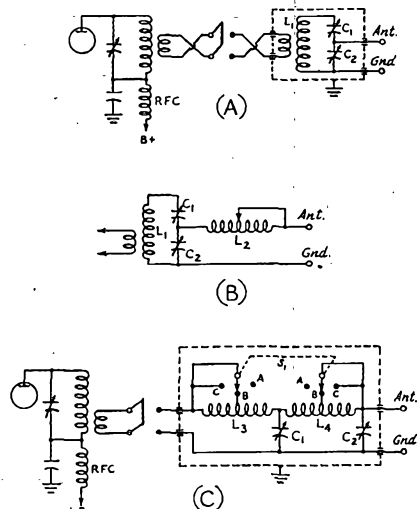 L1
C1
Ant.
C2
Gnd
RFC
B+
(A)
C1
Ant.
L1
L2
C2
Gnd.
(B)
S1
A
A
C
B
B
C
L3
L4
Ant.
C1
C2
Gnd
RFC
(C)